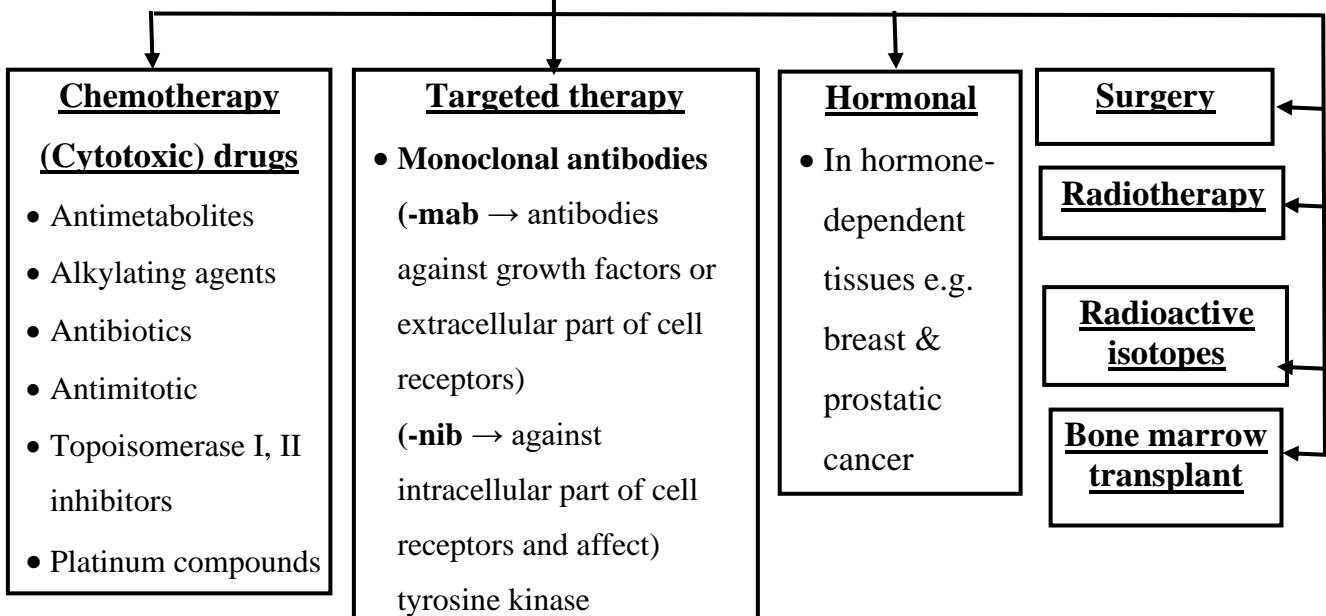 Chemotherapy
(Cytotoxic) drugs
• Antimetabolites
• Alkylating agents
• Antibiotics
• Antimitotic
• Topoisomerase I, II
inhibitors
• Platinum compounds
Targeted therapy
• Monoclonal antibodies
(-mab → antibodies
against growth factors or
extracellular part of cell
receptors)
(-nib → against
intracellular part of cell
receptors and affect)
tyrosine kinase
Hormonal
• In hormone-
dependent
tissues e.g.
breast &
prostatic
cancer
Surgery
Radiotherapy
Radioactive
isotopes
Bone marrow
transplant